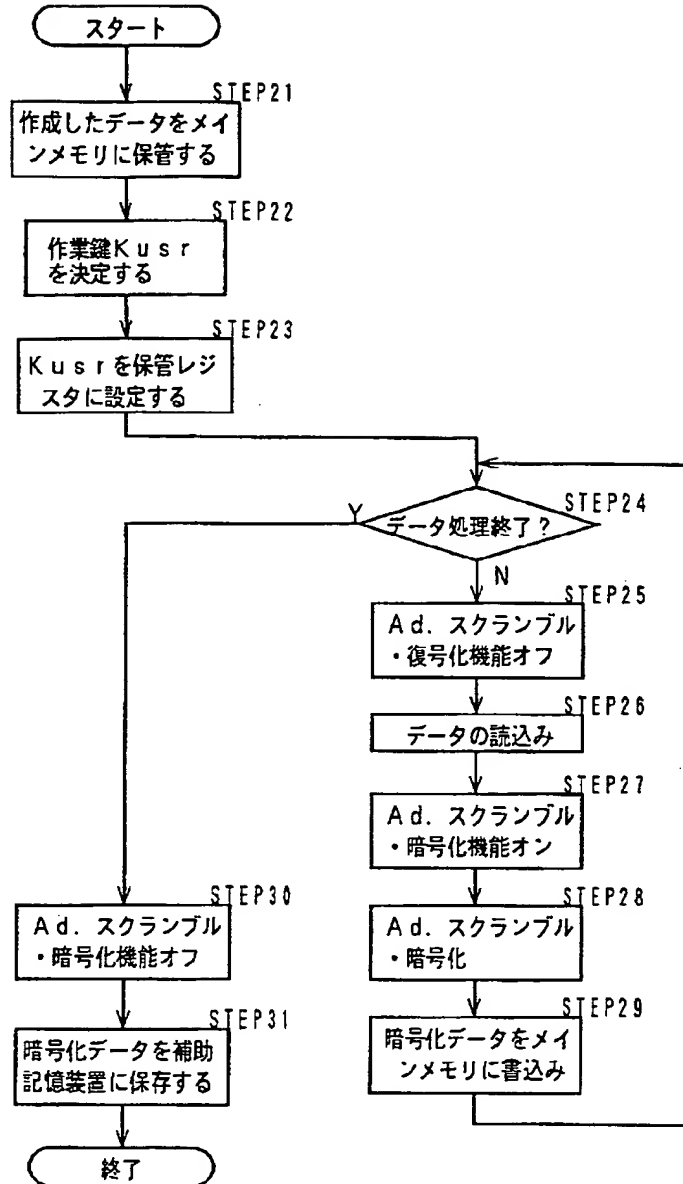 スタート
STEP21
作成したデータをメイ
ンメモリに保管する
STEP22
作業鍵Kusr
を決定する
STEP23
Kusrを保管レジ
スタに設定する
STEP24
データ処理終了?
Y
N
STEP25
Ad. スクランブル
・復号化機能オフ
STEP26
データの読込み
STEP27
Ad. スクランブル
・暗号化機能オン
STEP28
Ad. スクランブル
・暗号化
STEP29
暗号化データをメイ
ンメモリに書込み
STEP30
Ad. スクランブル
・暗号化機能オフ
STEP31
暗号化データを補助
記憶装置に保存する
終了